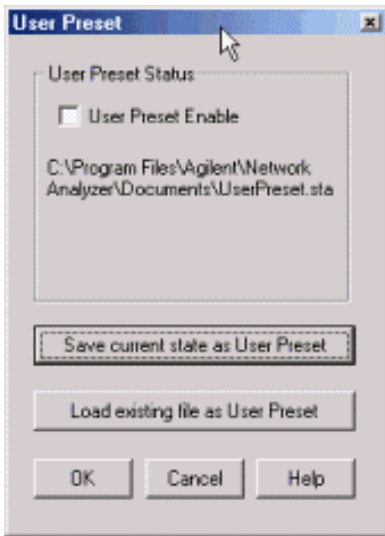 User Preset
User Preset Status
User Preset Enable
C:\Program Files\Agilent\Network
Analyzer\Documents\UserPreset.sta
Save current state as User Preset
Load existing file as User Preset
OK Cancel Help